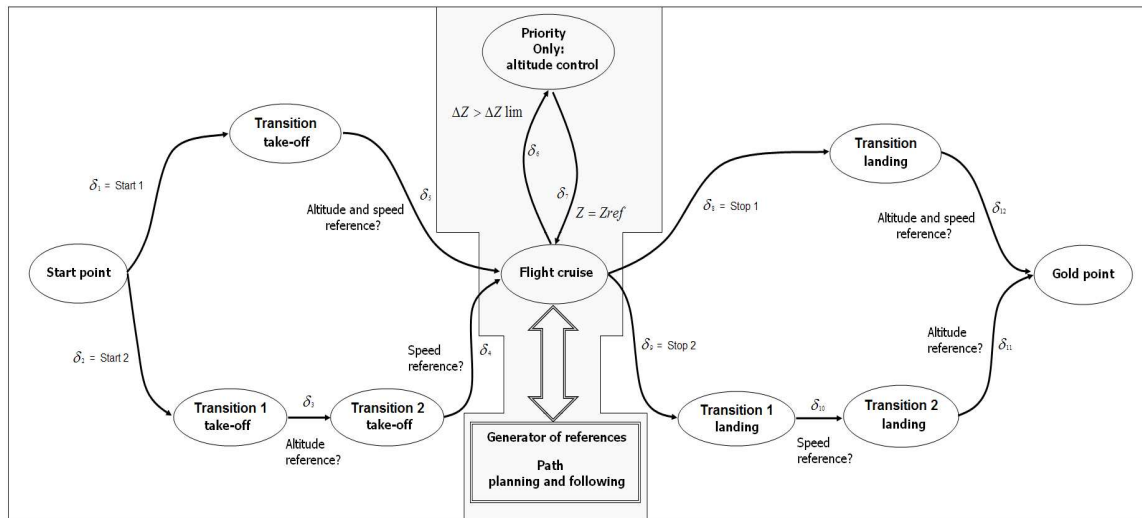 Priority
Only:
altitude control
ΔZ > ΔZ lim
δ₆
δ₇
Z = Zref
Transition
take-off
δ₁ = Start 1
δ₅
Altitude and speed
reference?
Start point
Flight cruise
δ₂ = Start 2
Speed
reference?
δ₄
Transition 1
take-off
δ₃
Altitude
reference?
Transition 2
take-off
Generator of references
Path
planning and following
Transition
landing
δ₈ = Stop 1
Altitude and speed
reference?
δ₁₂
Gold point
δ₉ = Stop 2
Altitude
reference?
δ₁₁
Transition 1
landing
δ₁₀
Speed
reference?
Transition 2
landing